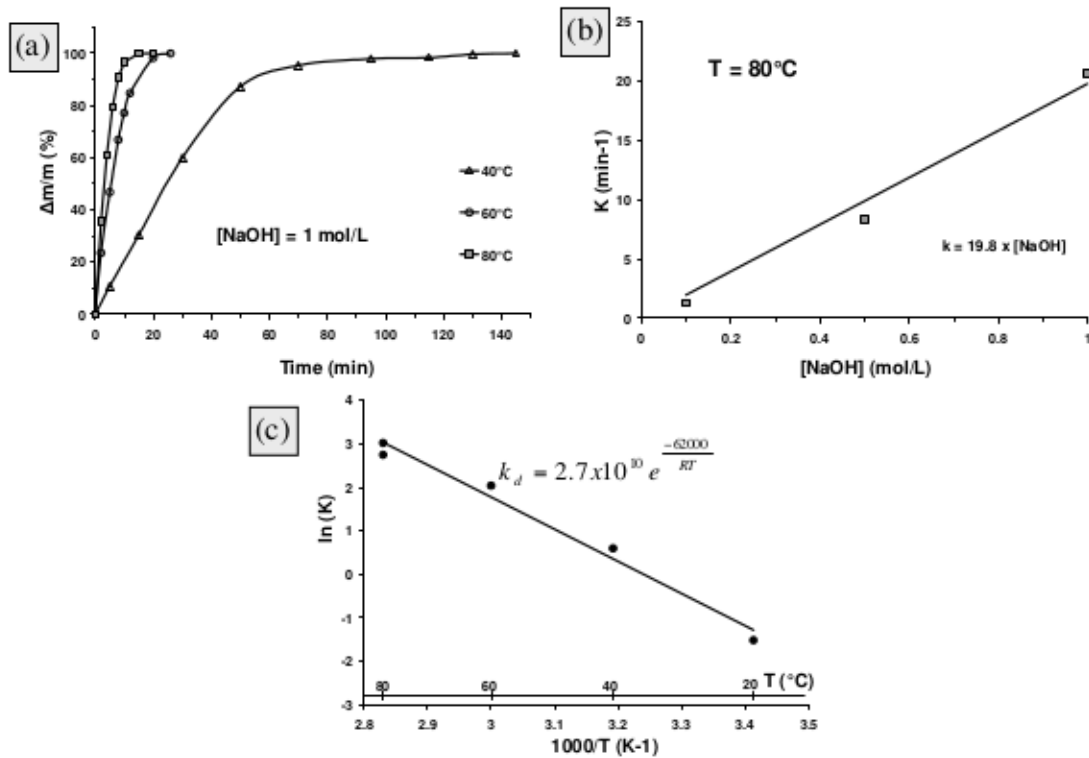 (a)
Δm/m (%)
100
80
60
40
20
0
40°C
60°C
80°C
[NaOH] = 1 mol/L
0 20 40 60 80 100 120 140
Time (min)
(b)
K (min-1)
25
20
15
10
5
0
T = 80°C
k = 19.8 x [NaOH]
0 0.2 0.4 0.6 0.8 1
[NaOH] (mol/L)
(c)
ln (K)
4
3
2
1
0
-1
-2
-3
k_d = 2.7x10^10 e^(-62000/RT)
80 60 40 20 T (°C)
2.8 2.9 3 3.1 3.2 3.3 3.4 3.5
1000/T (K-1)